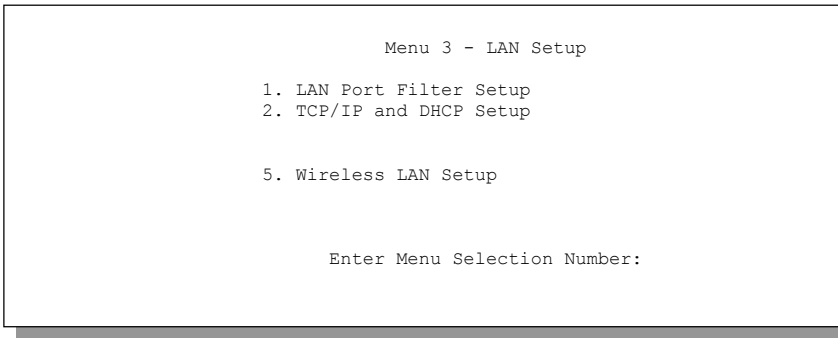 Menu 3 - LAN Setup
1. LAN Port Filter Setup
2. TCP/IP and DHCP Setup
5. Wireless LAN Setup
Enter Menu Selection Number: